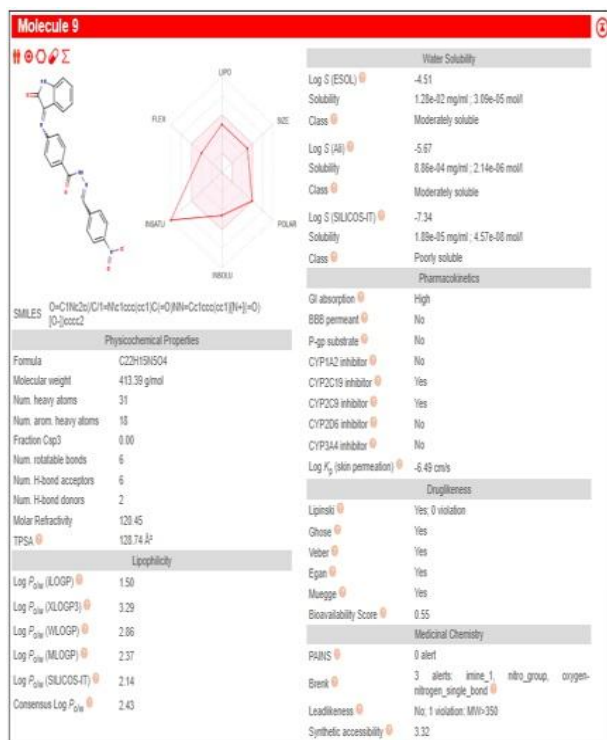 Molecule 9
LIPO
FLEX
SIZE
INSATU
POLAR
INSOLU
SMILES O=C1Nc2c(/C/1=N\c1ccc(cc1)C(=O)NN=Cc1ccc(cc1)[N+](=O)
[O-])cccc2
Physicochemical Properties
Formula C22H15N5O4
Molecular weight 413.39 g/mol
Num. heavy atoms 31
Num. arom. heavy atoms 18
Fraction Csp3 0.00
Num. rotatable bonds 6
Num. H-bond acceptors 6
Num. H-bond donors 2
Molar Refractivity 120.45
TPSA 128.74 Å²
Lipophilicity
Log Po/w (iLOGP) 1.50
Log Po/w (XLOGP3) 3.29
Log Po/w (WLOGP) 2.86
Log Po/w (MLOGP) 2.37
Log Po/w (SILICOS-IT) 2.14
Consensus Log Po/w 2.43
Water Solubility
Log S (ESOL) -4.51
Solubility 1.28e-02 mg/ml ; 3.09e-05 mol/l
Class Moderately soluble
Log S (Ali) -5.67
Solubility 8.86e-04 mg/ml ; 2.14e-06 mol/l
Class Moderately soluble
Log S (SILICOS-IT) -7.34
Solubility 1.89e-05 mg/ml ; 4.57e-08 mol/l
Class Poorly soluble
Pharmacokinetics
GI absorption High
BBB permeant No
P-gp substrate No
CYP1A2 inhibitor No
CYP2C19 inhibitor Yes
CYP2C9 inhibitor Yes
CYP2D6 inhibitor No
CYP3A4 inhibitor No
Log Kp (skin permeation) -6.49 cm/s
Druglikeness
Lipinski Yes; 0 violation
Ghose Yes
Veber Yes
Egan Yes
Muegge Yes
Bioavailability Score 0.55
Medicinal Chemistry
PAINS 0 alert
Brenk 3 alerts: imine_1, nitro_group, oxygen-
nitrogen_single_bond
Leadlikeness No; 1 violation: MW>350
Synthetic accessibility 3.32